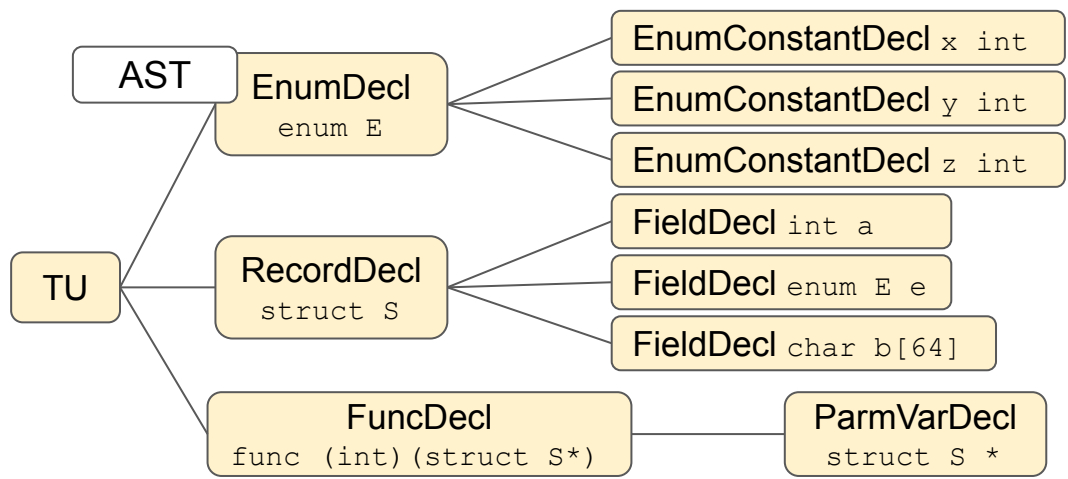 AST
EnumDecl
enum E
EnumConstantDecl x int
EnumConstantDecl y int
EnumConstantDecl z int
TU
RecordDecl
struct S
FieldDecl int a
FieldDecl enum E e
FieldDecl char b[64]
FuncDecl
func (int)(struct S*)
ParmVarDecl
struct S *